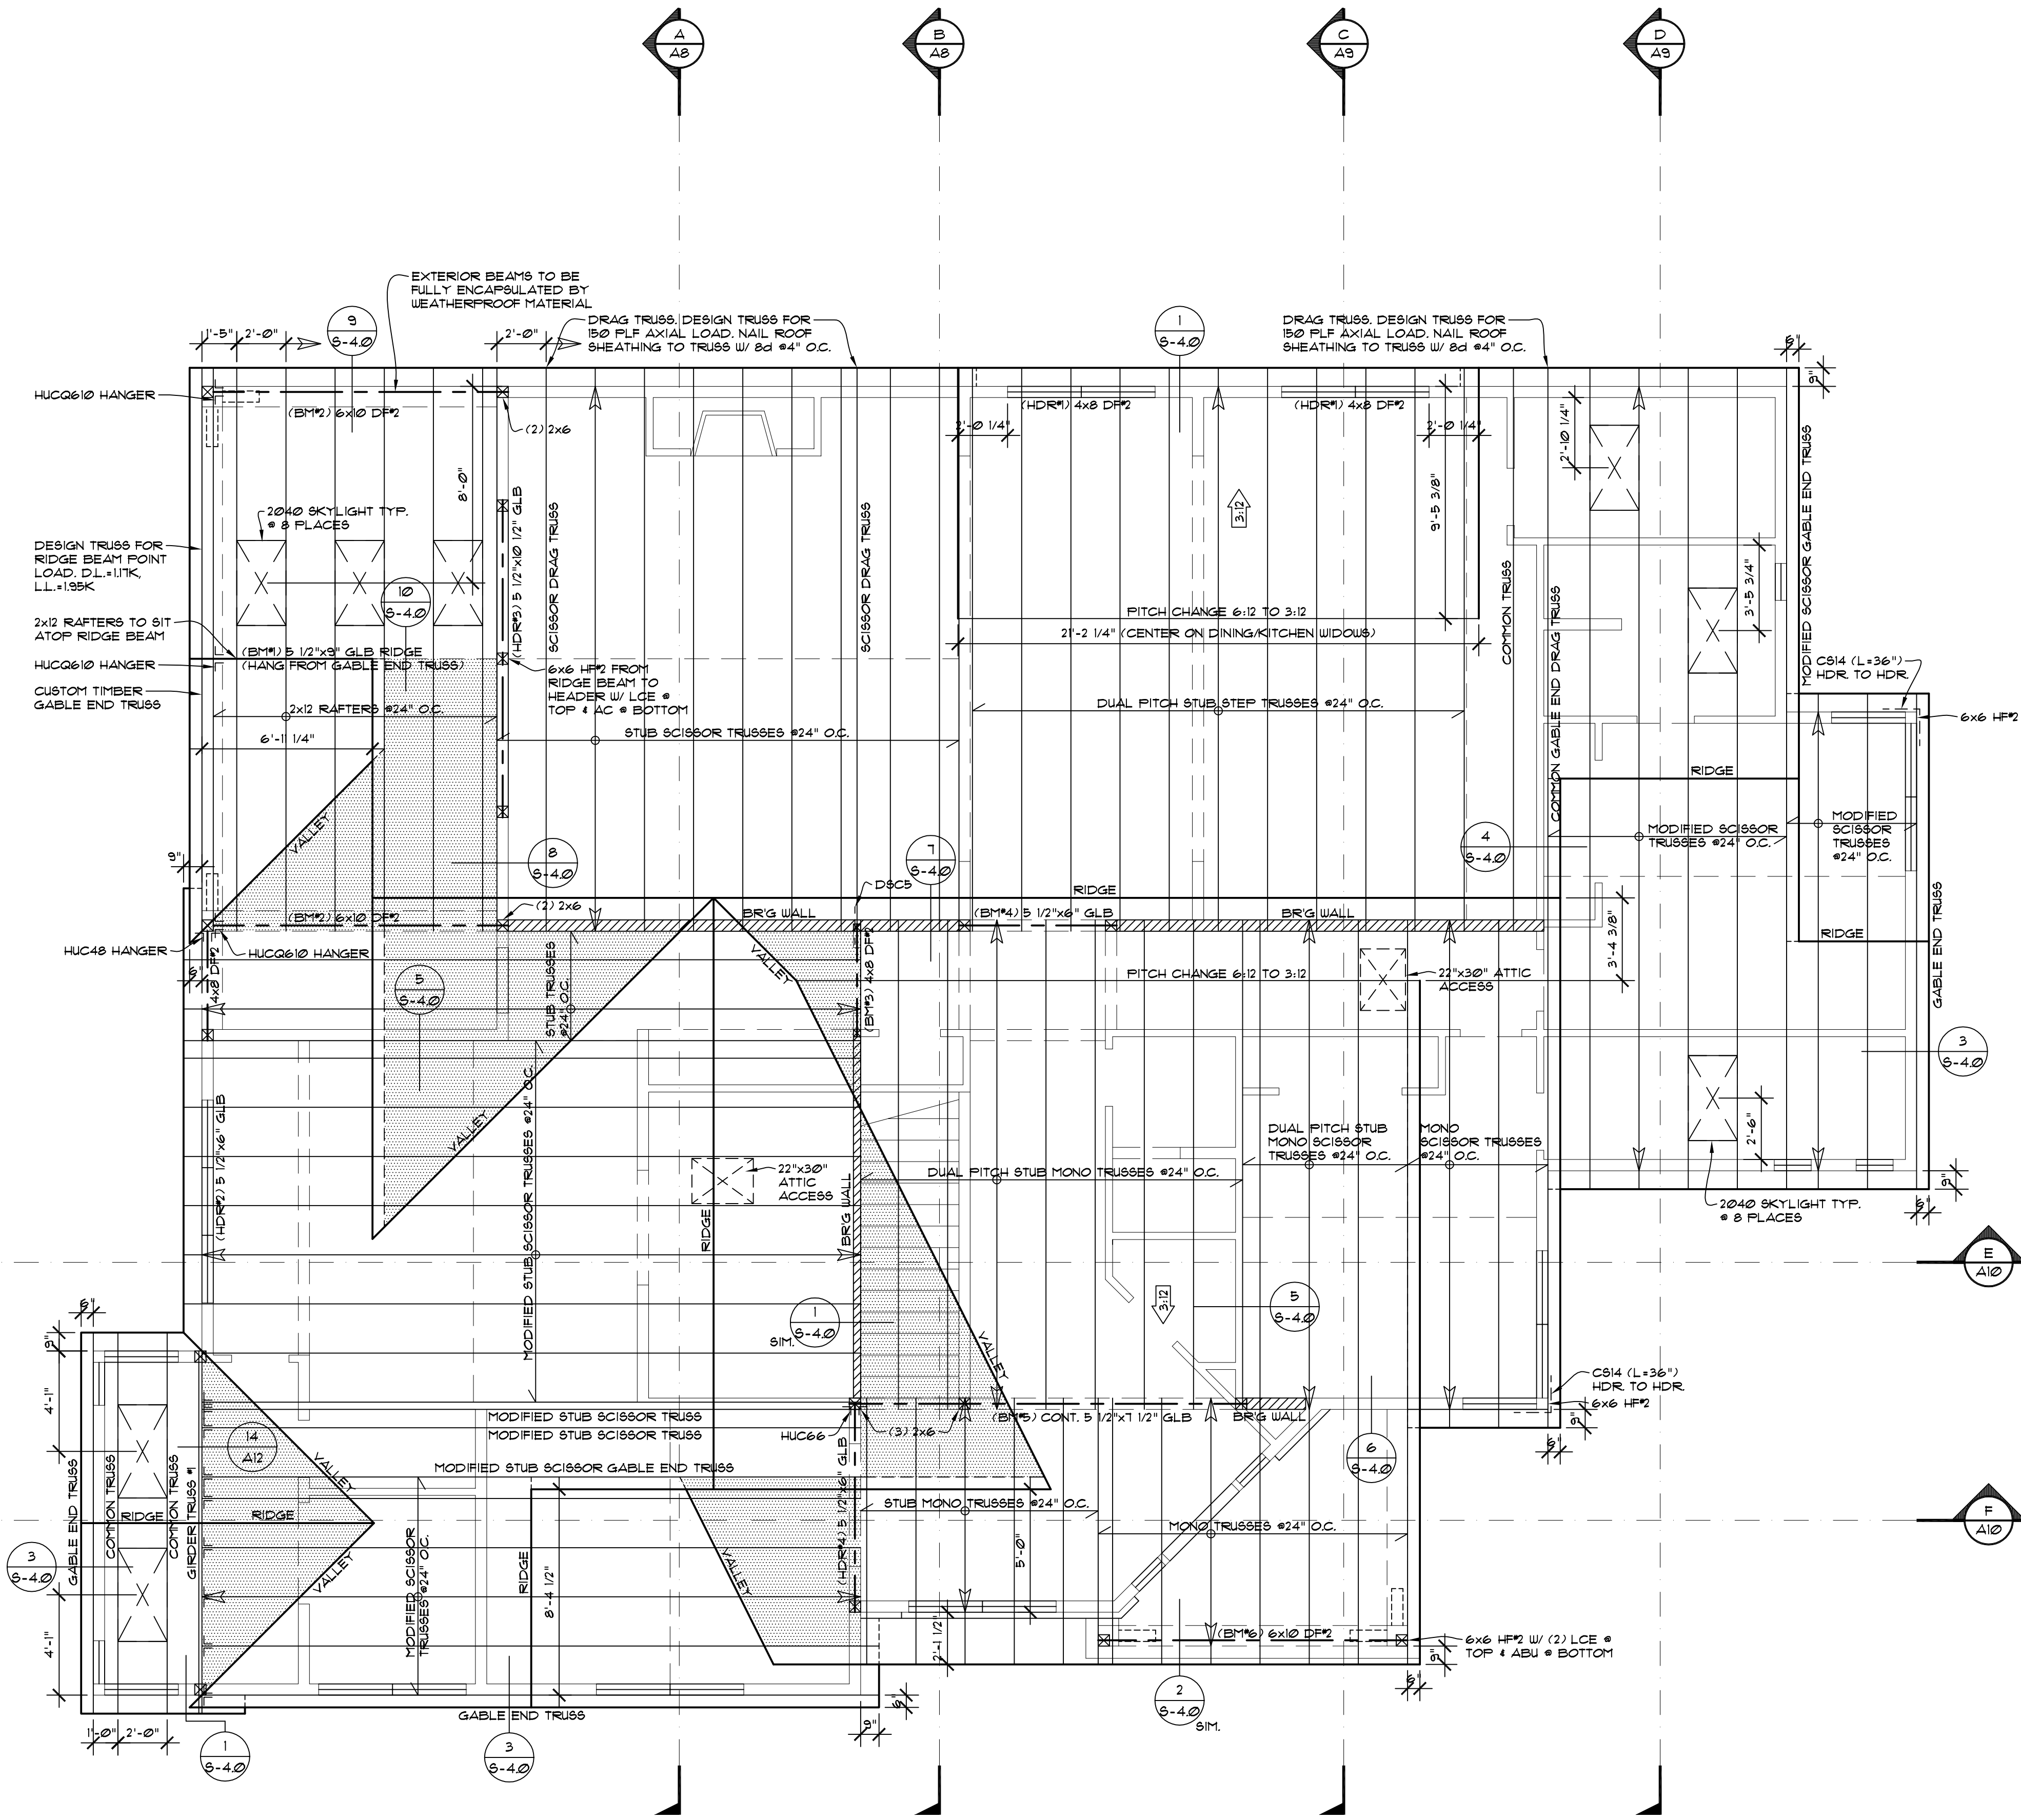 A
A8
B
A8
C
A9
D
A9
EXTERIOR BEAMS TO BE
FULLY ENCAPSULATED BY
WEATHERPROOF MATERIAL
9
S-4.0
1'-5"
2'-0"
2'-0"
DRAG TRUSS. DESIGN TRUSS FOR
150 PLF AXIAL LOAD. NAIL ROOF
SHEATHING TO TRUSS W/ 8d @4" O.C.
1
S-4.0
DRAG TRUSS. DESIGN TRUSS FOR
150 PLF AXIAL LOAD. NAIL ROOF
SHEATHING TO TRUSS W/ 8d @4" O.C.
6"
9"
HUCQ610 HANGER
(BM#2) 6x10 DF#2
(2) 2x6
(HDR#1) 4x8 DF#2
(HDR#1) 4x8 DF#2
2'-0 1/4"
2'-0 1/4"
2'-10 1/4"
8'-0"
9'-5 3/8"
2040 SKYLIGHT TYP.
@ 8 PLACES
(HDR#3) 5 1/2"x10 1/2" GLB
SCISSOR DRAG TRUSS
SCISSOR DRAG TRUSS
3:12
COMMON TRUSS
COMMON GABLE END DRAG TRUSS
MODIFIED SCISSOR GABLE END TRUSS
3'-5 3/4"
DESIGN TRUSS FOR
RIDGE BEAM POINT
LOAD. D.L.=1.17K,
L.L.=1.95K
10
S-4.0
2x12 RAFTERS TO SIT
ATOP RIDGE BEAM
PITCH CHANGE 6:12 TO 3:12
21'-2 1/4" (CENTER ON DINING/KITCHEN WIDOWS)
(BM#1) 5 1/2"x9" GLB RIDGE
(HANG FROM GABLE END TRUSS)
HUCQ610 HANGER
CUSTOM TIMBER
GABLE END TRUSS
6x6 HF#2 FROM
RIDGE BEAM TO
HEADER W/ LCE @
TOP & AC @ BOTTOM
CS14 (L=36")
HDR. TO HDR.
6x6 HF#2
2x12 RAFTERS @24" O.C.
DUAL PITCH STUB STEP TRUSSES @24" O.C.
STUB SCISSOR TRUSSES @24" O.C.
6'-11 1/4"
RIDGE
VALLEY
MODIFIED SCISSOR
TRUSSES @24" O.C.
MODIFIED
SCISSOR
TRUSSES
@24" O.C.
4
S-4.0
7
S-4.0
8
S-4.0
9"
DSC5
RIDGE
(BM#2) 6x10 DF#2
(2) 2x6
BR'G WALL
(BM#4) 5 1/2"x6" GLB
BR'G WALL
RIDGE
GABLE END TRUSS
3'-4 3/8"
HUC48 HANGER
HUCQ610 HANGER
6"
4x8 DF#2
5
S-4.0
STUB TRUSSES
@24" O.C.
VALLEY
(BM#3) 4x8 DF#2
PITCH CHANGE 6:12 TO 3:12
22"x30" ATTIC
ACCESS
3
S-4.0
(HDR#2) 5 1/2"x6" GLB
VALLEY
MODIFIED STUB SCISSOR TRUSSES @24" O.C.
22"x30"
ATTIC
ACCESS
RIDGE
BR'G WALL
DUAL PITCH STUB MONO TRUSSES @24" O.C.
DUAL PITCH STUB
MONO SCISSOR
TRUSSES @24" O.C.
MONO
SCISSOR TRUSSES
@24" O.C.
2'-6"
9"
6"
2040 SKYLIGHT TYP.
@ 8 PLACES
E
A10
3:12
5
S-4.0
1
S-4.0
SIM.
VALLEY
6"
9"
4'-1"
CS14 (L=36")
HDR. TO HDR.
6x6 HF#2
9"
6"
MODIFIED STUB SCISSOR TRUSS
MODIFIED STUB SCISSOR TRUSS
HUC66
(3) 2x6
(BM#5) CONT. 5 1/2"x7 1/2" GLB
BR'G WALL
14
A12
VALLEY
6
S-4.0
MODIFIED STUB SCISSOR GABLE END TRUSS
(HDR#4) 5 1/2"x6" GLB
GABLE END TRUSS
COMMON TRUSS
COMMON TRUSS
GIRDER TRUSS #1
RIDGE
RIDGE
STUB MONO TRUSSES @24" O.C.
MONO TRUSSES @24" O.C.
F
A10
3
S-4.0
VALLEY
MODIFIED SCISSOR
TRUSSES @24" O.C.
RIDGE
8'-4 1/2"
VALLEY
5'-0"
4'-1"
2'-1 1/2"
(BM#6) 6x10 DF#2
6x6 HF#2 W/ (2) LCE @
TOP & ABU @ BOTTOM
9"
6"
2
S-4.0
SIM.
GABLE END TRUSS
6"
9"
1'-0"
2'-0"
1
S-4.0
3
S-4.0